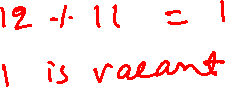 12 % 11 = 1
1 is vacant